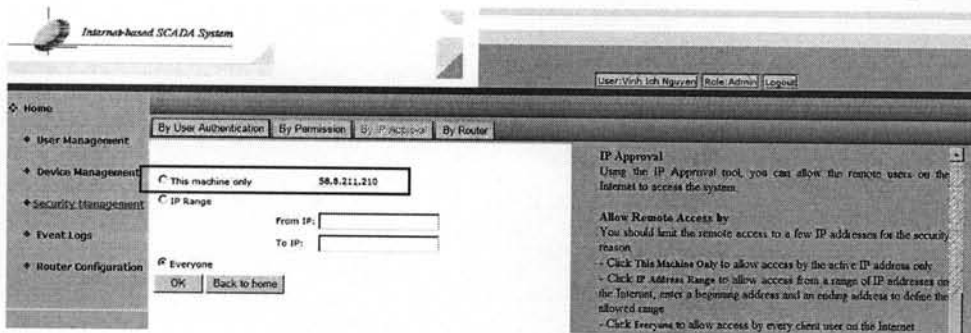 Internet-based SCADA System
User:Vinh Ich Nguyen Role:Admin Logout
Home
User Management
Device Management
Security Management
Event Logs
Router Configuration
By User Authentication By Permission By IP Approval By Router
This machine only 58.8.211.210
IP Range
From IP:
To IP:
Everyone
OK Back to home
IP Approval
Using the IP Approval tool, you can allow the remote users on the
Internet to access the system.
Allow Remote Access by
You should limit the remote access to a few IP addresses for the security
reason
- Click This Machine Only to allow access by the active IP address only
- Click IP Address Range to allow access from a range of IP addresses on
the Internet, enter a beginning address and an ending address to define the
allowed range
- Click Everyone to allow access by every client user on the Internet